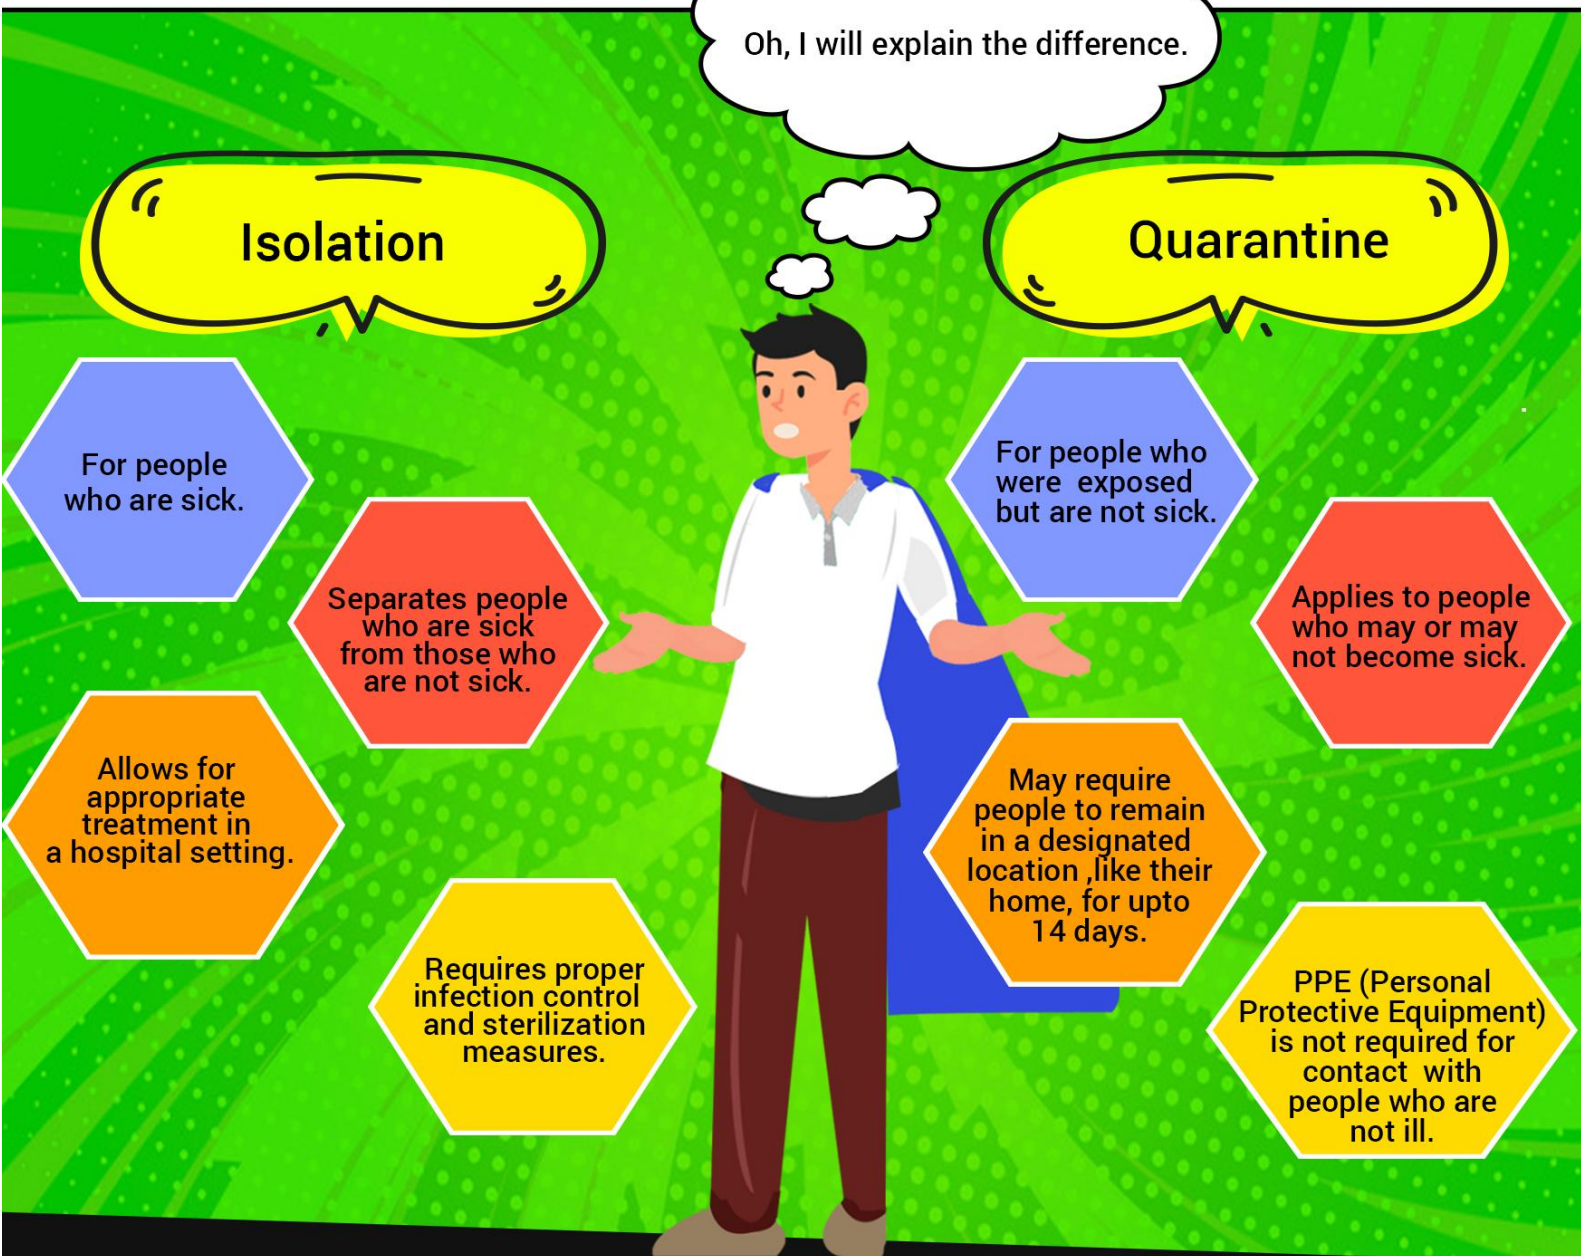 Oh, I will explain the difference.
Isolation
For people
who are sick.
Separates people
who are sick
from those who
are not sick.
Allows for
appropriate
treatment in
a hospital setting.
Requires proper
infection control
and sterilization
measures.
Quarantine
For people who
were exposed
but are not sick.
Applies to people
who may or may
not become sick.
May require
people to remain
in a designated
location ,like their
home, for upto
14 days.
PPE (Personal
Protective Equipment)
is not required for
contact with
people who are
not ill.